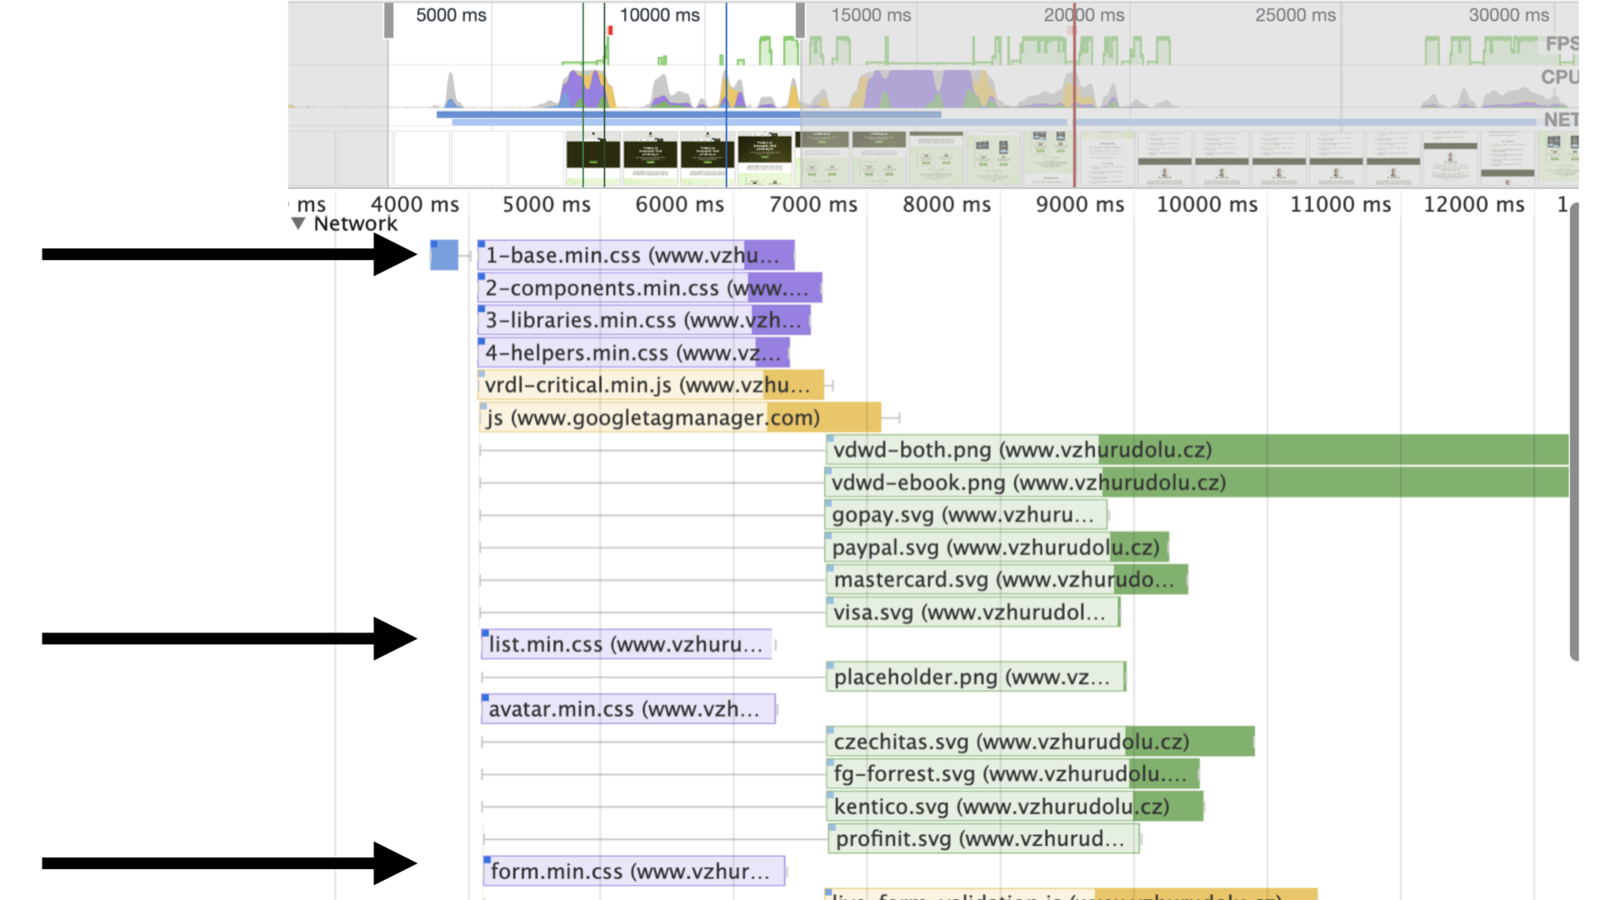 5000 ms 10000 ms 15000 ms 20000 ms 25000 ms 30000 ms
FPS
CPU
NET
ms 4000 ms 5000 ms 6000 ms 7000 ms 8000 ms 9000 ms 10000 ms 11000 ms 12000 ms 1
▼ Network
1-base.min.css (www.vzhu…
2-components.min.css (www.…
3-libraries.min.css (www.vzh…
4-helpers.min.css (www.vz…
vrdl-critical.min.js (www.vzhu…
js (www.googletagmanager.com)
vdwd-both.png (www.vzhurudolu.cz)
vdwd-ebook.png (www.vzhurudolu.cz)
gopay.svg (www.vzhuru…
paypal.svg (www.vzhurudolu.cz)
mastercard.svg (www.vzhurudo…
visa.svg (www.vzhurudol…
list.min.css (www.vzhuru…
placeholder.png (www.vz…
avatar.min.css (www.vzh…
czechitas.svg (www.vzhurudolu.cz)
fg-forrest.svg (www.vzhurudolu.…
kentico.svg (www.vzhurudolu.cz)
profinit.svg (www.vzhurud…
form.min.css (www.vzhur…
live-form-validation.js (www.vzhurudolu.cz)